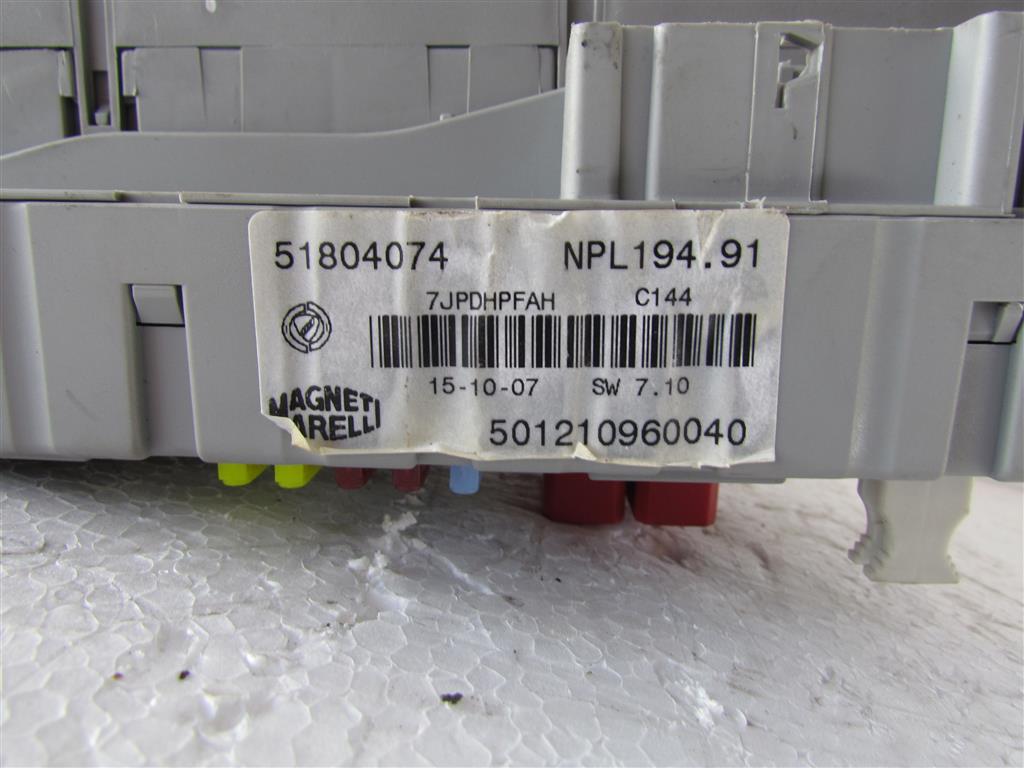 51804074 NPL194.91
7JPDHPFAH C144
15-10-07 SW 7.10
MAGNETI
MARELLI
501210960040